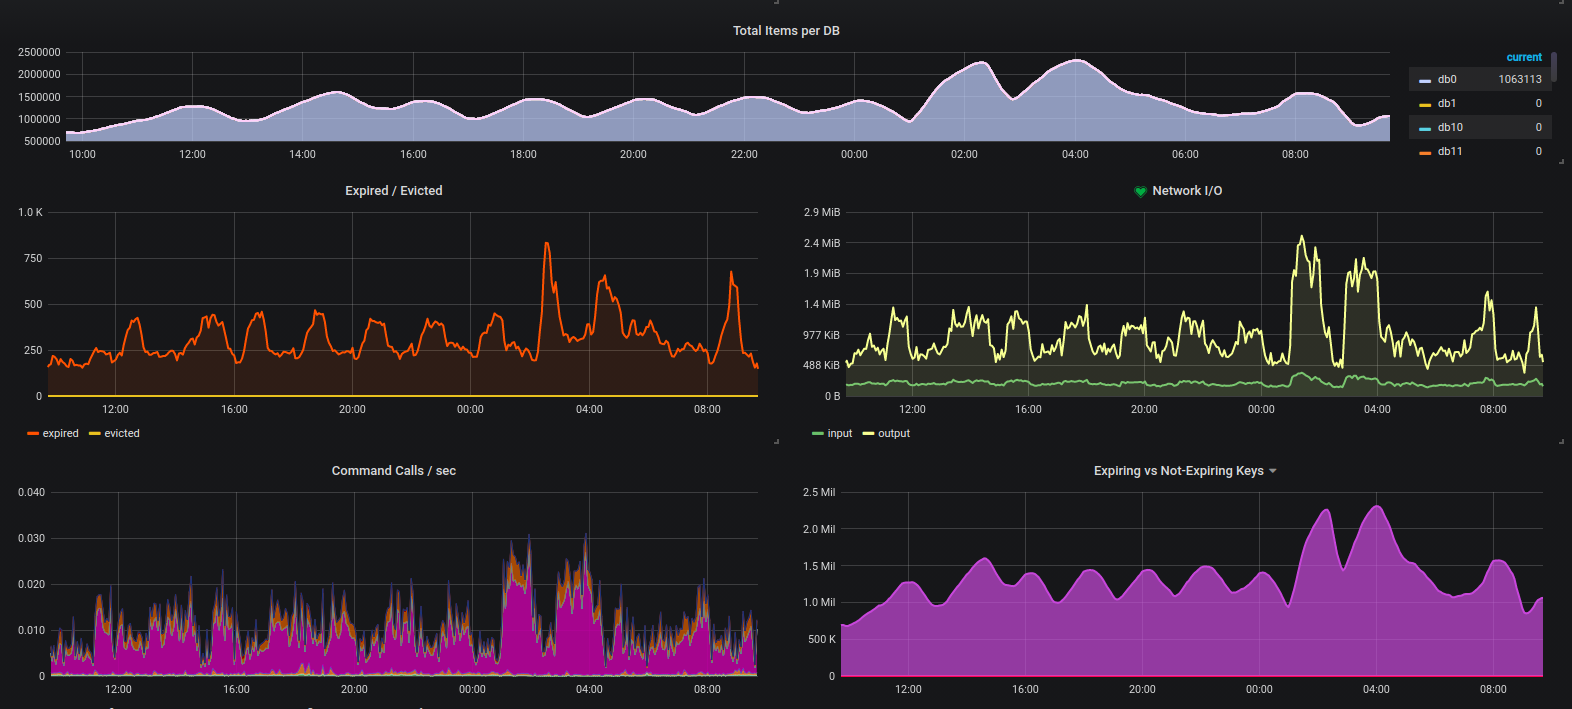 Total Items per DB
2500000
2000000
1500000
1000000
500000
10:00 12:00 14:00 16:00 18:00 20:00 22:00 00:00 02:00 04:00 06:00 08:00
current
db0 1063113
db1 0
db10 0
db11 0
Expired / Evicted
1.0 K
750
500
250
0
12:00 16:00 20:00 00:00 04:00 08:00
expired evicted
Network I/O
2.9 MiB
2.4 MiB
1.9 MiB
1.4 MiB
977 KiB
488 KiB
0 B
12:00 16:00 20:00 00:00 04:00 08:00
input output
Command Calls / sec
0.040
0.030
0.020
0.010
0
12:00 16:00 20:00 00:00 04:00 08:00
Expiring vs Not-Expiring Keys
2.5 Mil
2.0 Mil
1.5 Mil
1.0 Mil
500 K
0
12:00 16:00 20:00 00:00 04:00 08:00